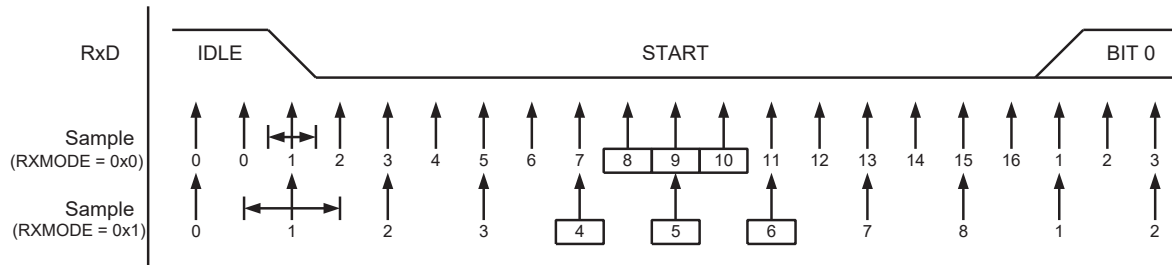 RxD IDLE START BIT 0
Sample
(RXMODE = 0x0)
0 0 1 2 3 4 5 6 7 8 9 10 11 12 13 14 15 16 1 2 3
Sample
(RXMODE = 0x1)
0 1 2 3 4 5 6 7 8 1 2